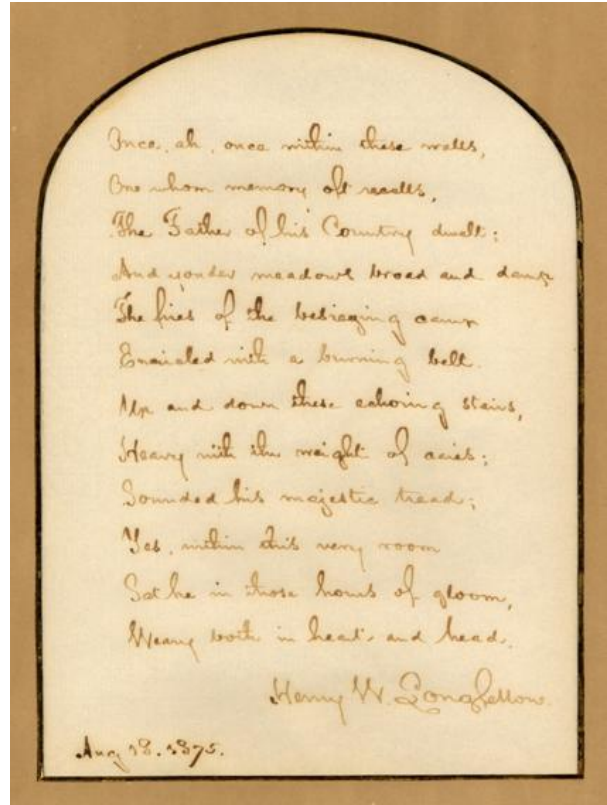 Once, ah, once within these walls,
One whom memory oft recalls,
The Father of his Country dwelt;
And yonder meadows broad and damp
The fires of the besieging camp
Encircled with a burning belt.
Up and down these echoing stairs,
Heavy with the weight of cares;
Sounded his majestic tread;
Yes, within this very room
Sat he in those hours of gloom,
Weary both in heart and head.
Henry W. Longfellow.
Aug 18. 1875.